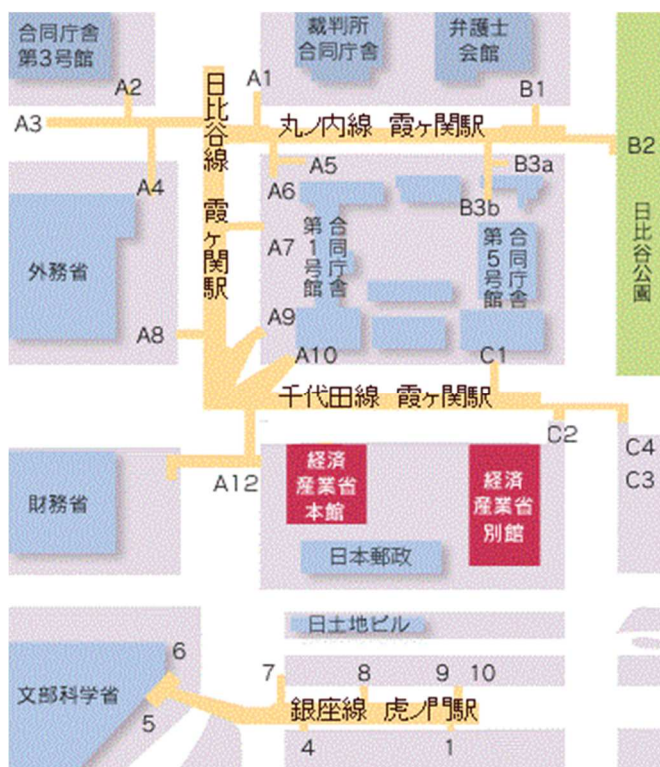 合同庁舎
第3号館
裁判所
合同庁舎
弁護士
会館
A2
A1
B1
A3
日比谷線 霞ヶ関駅
丸ノ内線 霞ヶ関駅
B2
A5
B3a
A4
A6
B3b
日比谷公園
外務省
A7
合同庁舎
第1号館
合同庁舎
第5号館
A8
A9
A10
C1
千代田線 霞ヶ関駅
C2
C4
C3
財務省
A12
経済
産業省
本館
経済
産業省
別館
日本郵政
日土地ビル
文部科学省
6
5
7
8
9
10
銀座線 虎ノ門駅
4
1